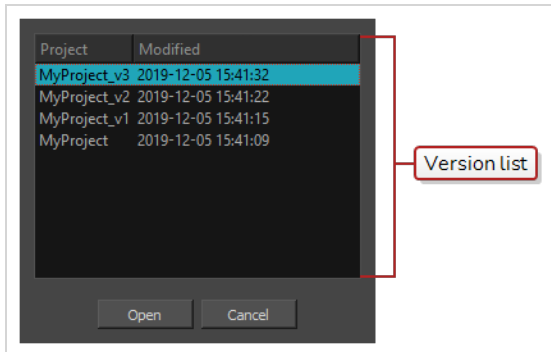 Project Modified
MyProject_v3 2019-12-05 15:41:32
MyProject_v2 2019-12-05 15:41:22
MyProject_v1 2019-12-05 15:41:15
MyProject 2019-12-05 15:41:09
Version list
Open Cancel